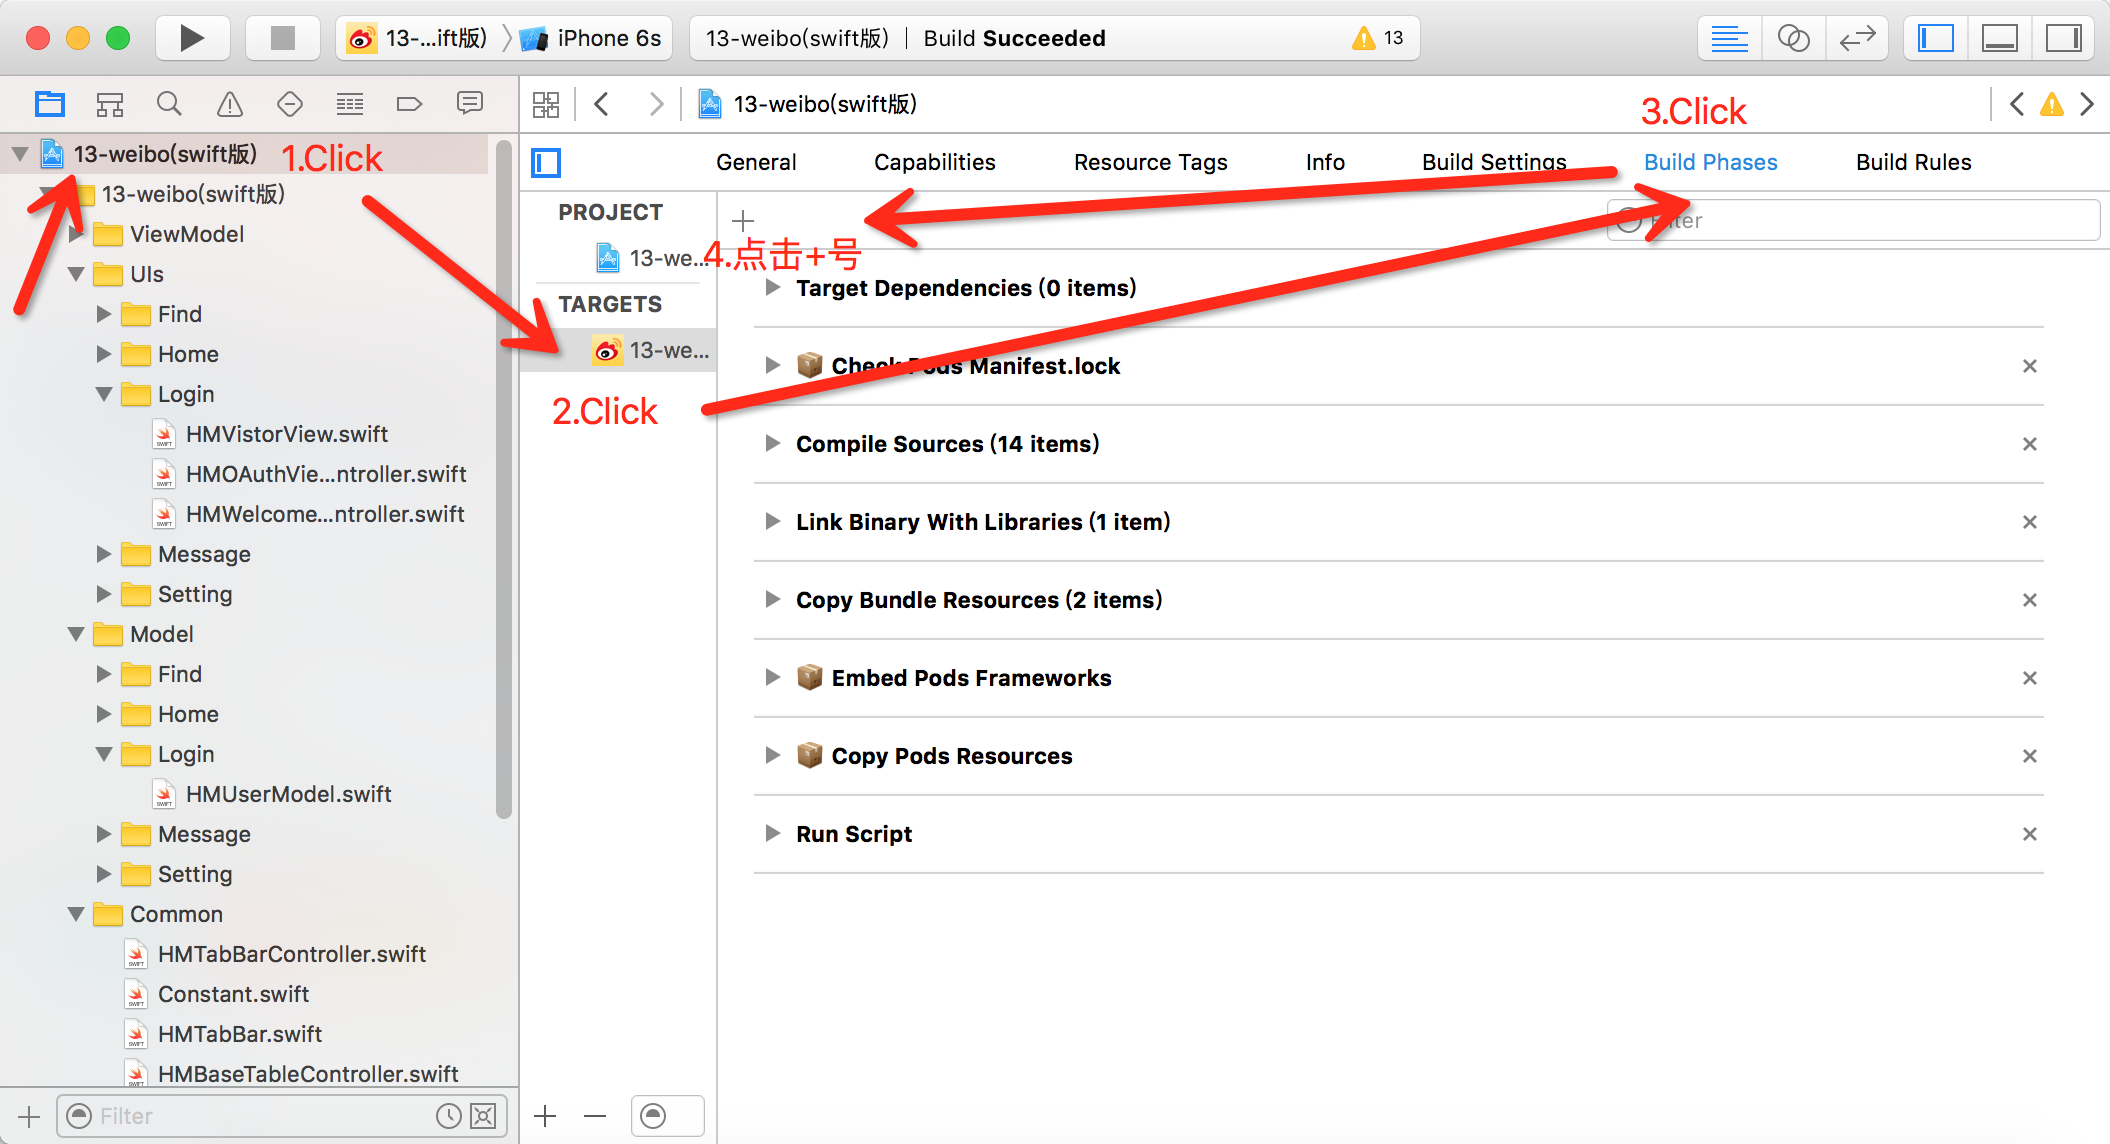 13-...ift版)
iPhone 6s
13-weibo(swift版)
Build Succeeded
13
13-weibo(swift版)
3.Click
13-weibo(swift版)
1.Click
General
Capabilities
Resource Tags
Info
Build Settings
Build Phases
Build Rules
13-weibo(swift版)
PROJECT
Filter
ViewModel
13-we...
4.点击+号
UIs
Target Dependencies (0 items)
TARGETS
Find
13-we...
Home
Check Pods Manifest.lock
Login
2.Click
HMVistorView.swift
Compile Sources (14 items)
HMOAuthVie...ntroller.swift
HMWelcome...ntroller.swift
Link Binary With Libraries (1 item)
Message
Setting
Copy Bundle Resources (2 items)
Model
Find
Embed Pods Frameworks
Home
Login
Copy Pods Resources
HMUserModel.swift
Message
Run Script
Setting
Common
HMTabBarController.swift
Constant.swift
HMTabBar.swift
HMBaseTableController.swift
Filter